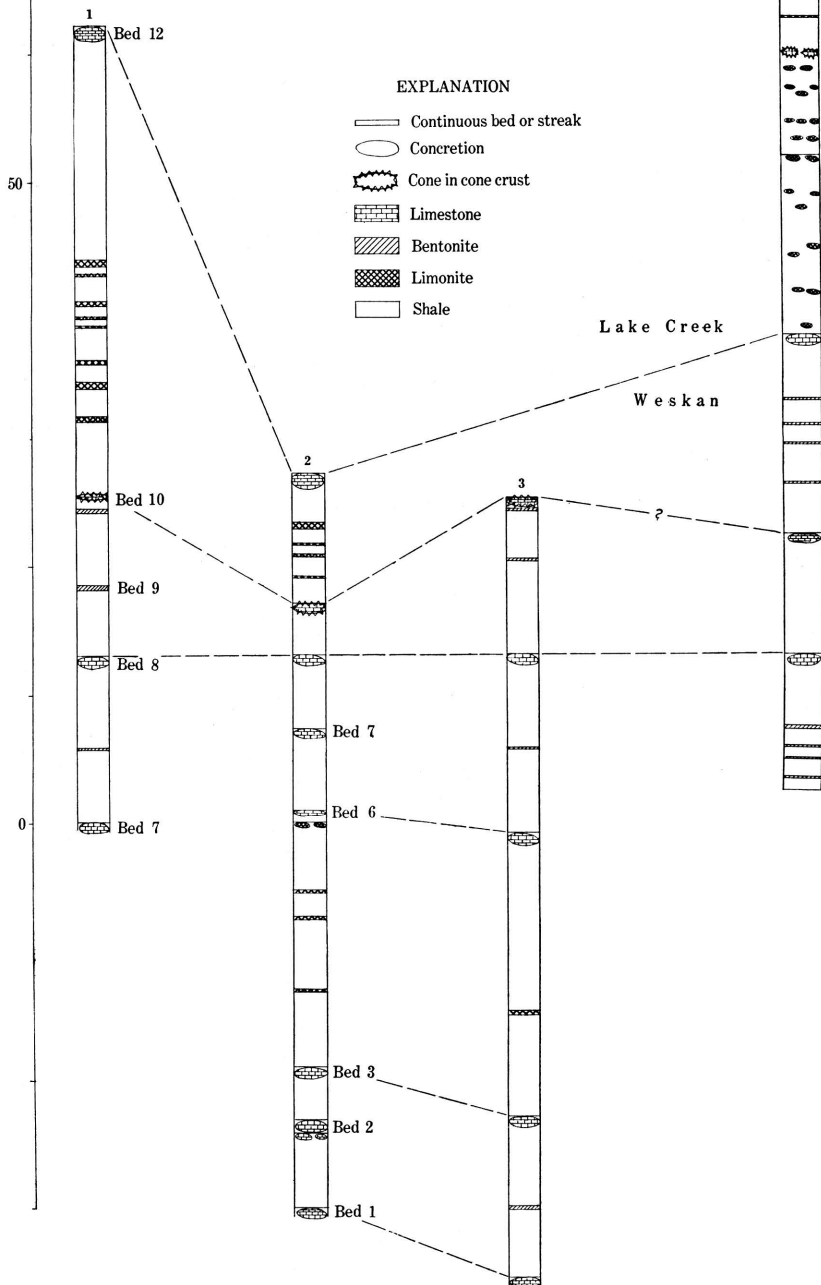 1
Bed 12
EXPLANATION
Continuous bed or streak
Concretion
Cone in cone crust
50
Limestone
Bentonite
Limonite
Shale
Lake Creek
Weskan
2
3
Bed 10
?
Bed 9
Bed 8
Bed 7
Bed 6
0
Bed 7
Bed 3
Bed 2
Bed 1